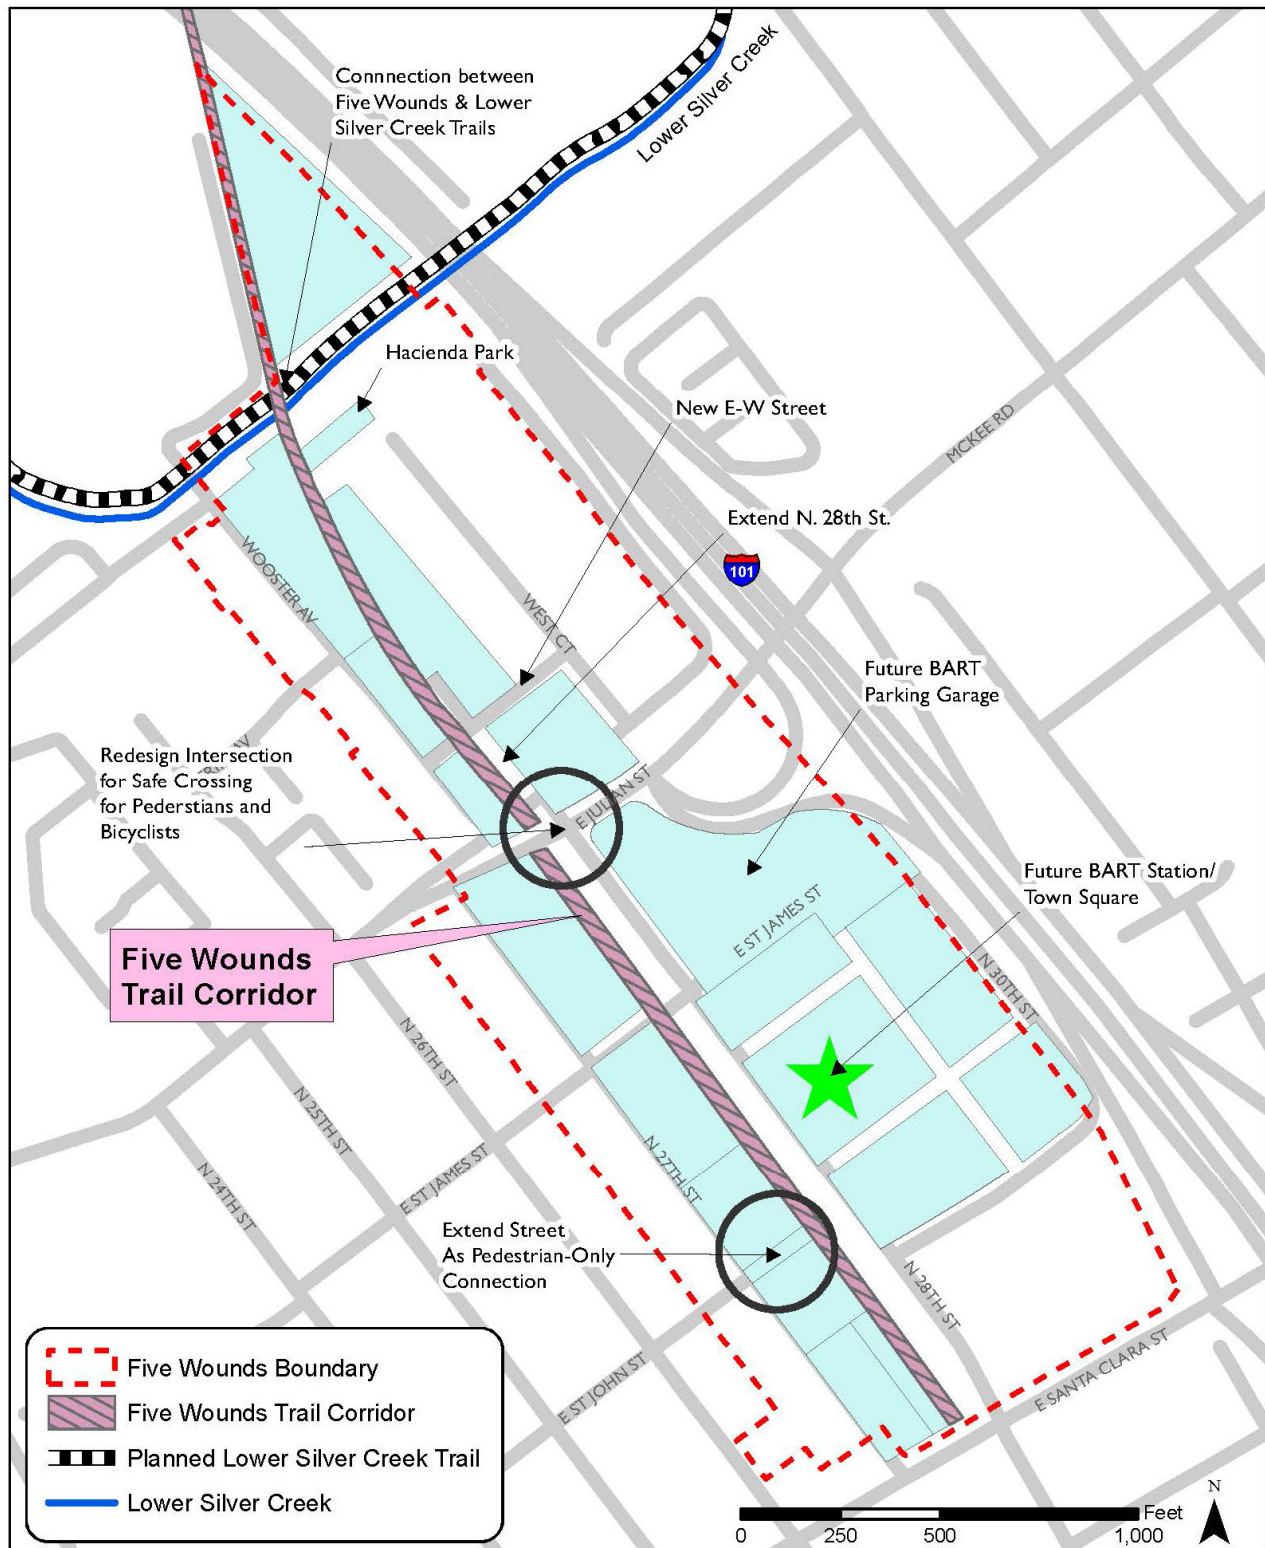 Connnection between
Five Wounds & Lower
Silver Creek Trails
Lower Silver Creek
Hacienda Park
New E-W Street
MCKEE RD
Extend N. 28th St.
101
WOOSTER AV
WEST CT
Future BART
Parking Garage
Redesign Intersection
for Safe Crossing
for Pederstians and
Bicyclists
AV
E JULIAN ST
Future BART Station/
Town Square
E ST JAMES ST
Five Wounds
Trail Corridor
N 30TH ST
N 26TH ST
N 25TH ST
N 24TH ST
E ST JAMES ST
N 27TH ST
Extend Street
As Pedestrian-Only
Connection
N 28TH ST
E ST JOHN ST
E SANTA CLARA ST
Five Wounds Boundary
Five Wounds Trail Corridor
Planned Lower Silver Creek Trail
Lower Silver Creek
N
Feet
0 250 500 1,000